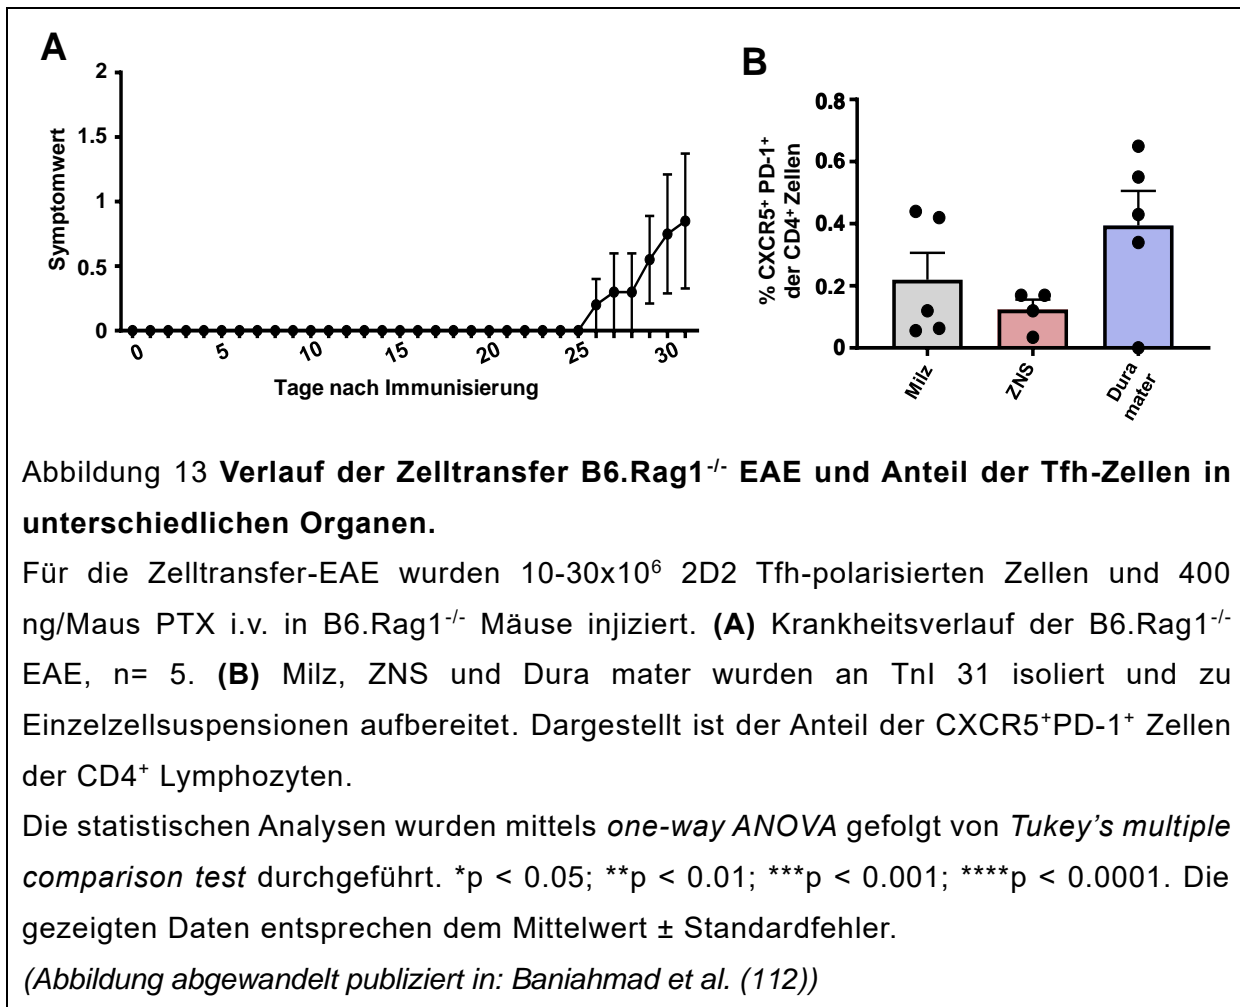 A
2
1.5
1
0.5
0
Symptomwert
0 5 10 15 20 25 30
Tage nach Immunisierung
B
0.8
0.6
0.4
0.2
0
% CXCR5⁺ PD-1⁺
der CD4⁺ Zellen
Milz
ZNS
Dura
mater
Abbildung 13 Verlauf der Zelltransfer B6.Rag1⁻/⁻ EAE und Anteil der Tfh-Zellen in
unterschiedlichen Organen.
Für die Zelltransfer-EAE wurden 10-30x10⁶ 2D2 Tfh-polarisierten Zellen und 400
ng/Maus PTX i.v. in B6.Rag1⁻/⁻ Mäuse injiziert. (A) Krankheitsverlauf der B6.Rag1⁻/⁻
EAE, n= 5. (B) Milz, ZNS und Dura mater wurden an TnI 31 isoliert und zu
Einzelzellsuspensionen aufbereitet. Dargestellt ist der Anteil der CXCR5⁺PD-1⁺ Zellen
der CD4⁺ Lymphozyten.
Die statistischen Analysen wurden mittels one-way ANOVA gefolgt von Tukey's multiple
comparison test durchgeführt. *p < 0.05; **p < 0.01; ***p < 0.001; ****p < 0.0001. Die
gezeigten Daten entsprechen dem Mittelwert ± Standardfehler.
(Abbildung abgewandelt publiziert in: Baniahmad et al. (112))